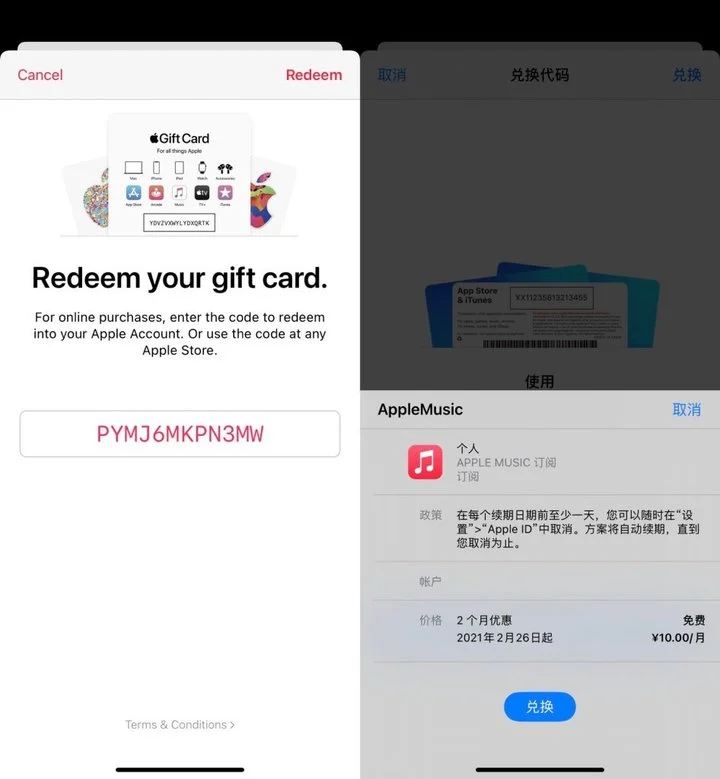 Cancel
Redeem
Gift Card
For all things Apple
Mac iPhone iPad Watch Accessories
App Store Arcade Music TV+ iTunes
YDVZVXWYLYDXQRTK
Redeem your gift card.
For online purchases, enter the code to redeem
into your Apple Account. Or use the code at any
Apple Store.
PYMJ6MKPN3MW
Terms & Conditions >
取消
兑换代码
兑换
App Store
& iTunes
XX11235813213455
使用
AppleMusic
取消
个人
APPLE MUSIC 订阅
订阅
政策
在每个续期日期前至少一天，您可以随时在“设
置”>“Apple ID”中取消。方案将自动续期，直到
您取消为止。
帐户
价格
2 个月优惠
免费
2021年2月26日起
¥10.00/月
兑换